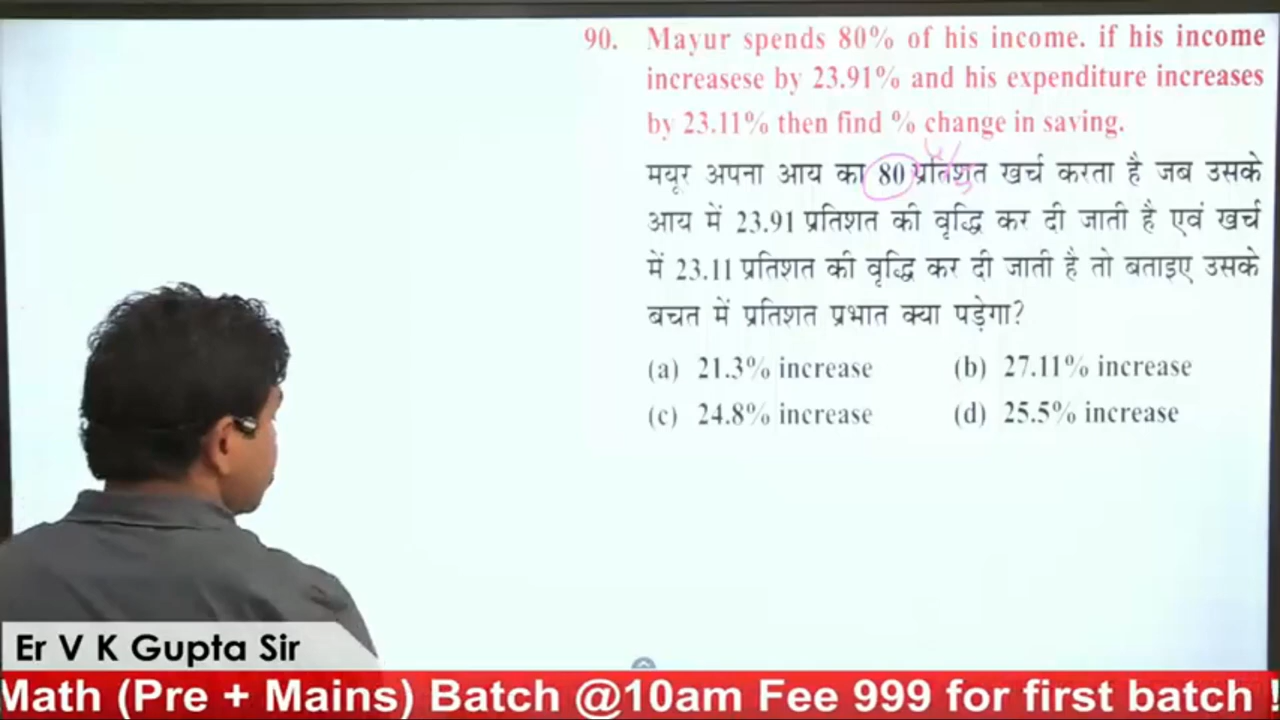 90. Mayur spends 80% of his income. if his income
increasese by 23.91% and his expenditure increases
by 23.11% then find % change in saving.
मयूर अपना आय का 80 प्रतिशत खर्च करता है जब उसके
आय में 23.91 प्रतिशत की वृद्धि कर दी जाती है एवं खर्च
में 23.11 प्रतिशत की वृद्धि कर दी जाती है तो बताइए उसके
बचत में प्रतिशत प्रभात क्या पड़ेगा?
(a) 21.3% increase (b) 27.11% increase
(c) 24.8% increase (d) 25.5% increase
Er V K Gupta Sir
Math (Pre + Mains) Batch @10am Fee 999 for first batch !